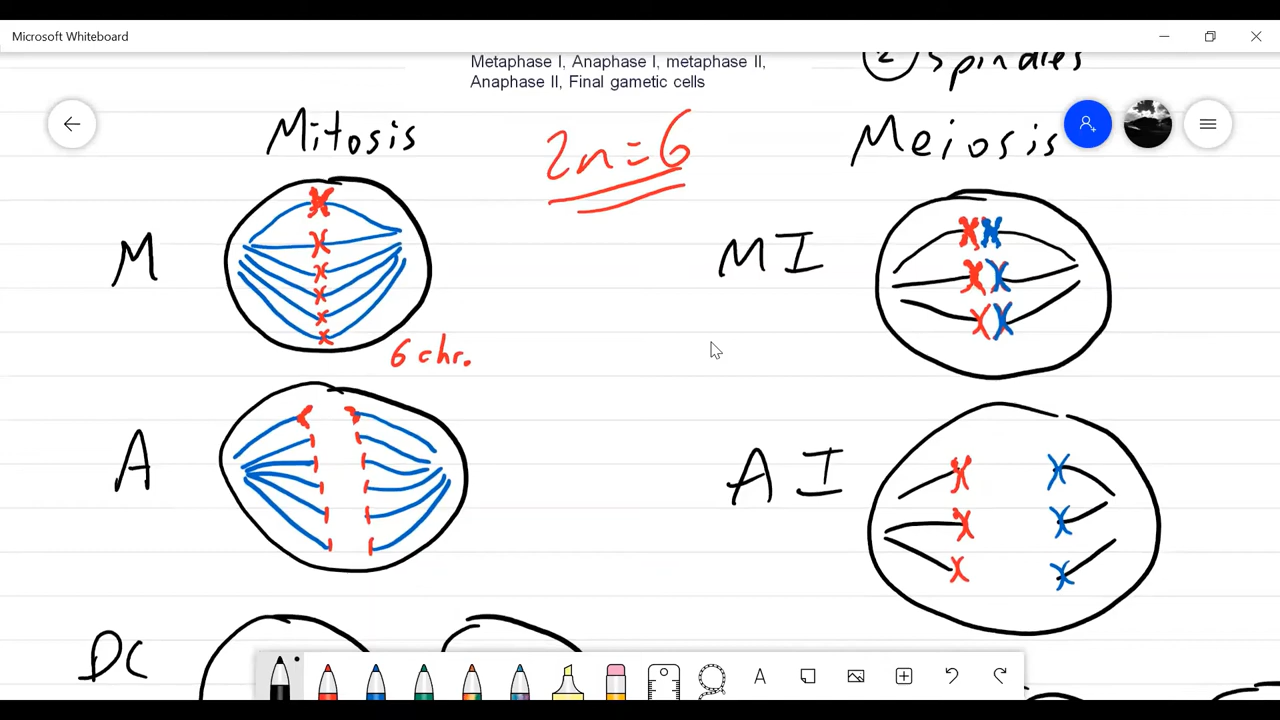 Microsoft Whiteboard
Metaphase I, Anaphase I, metaphase II,
Anaphase II, Final gametic cells
② Spindles
Mitosis
2n=6
Meiosis
M
MI
6 chr.
A
AI
DC